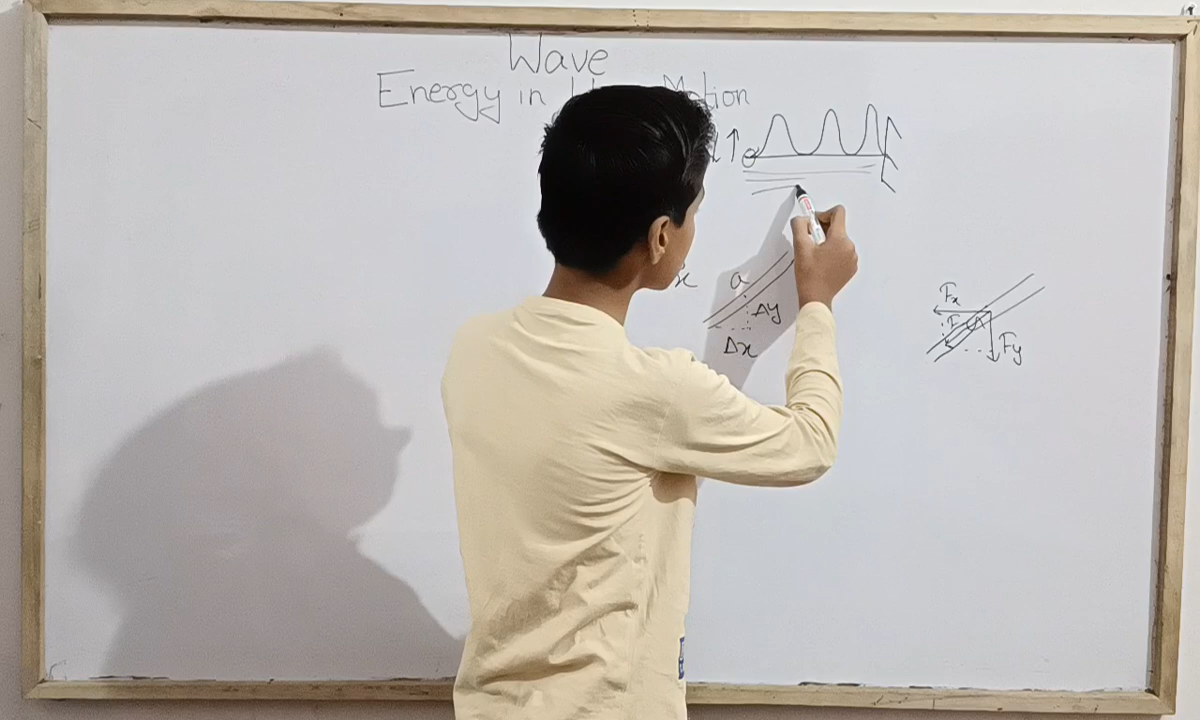 Wave
Energy in Motion
x
a
Δy
Δx
Fx
F
Fy